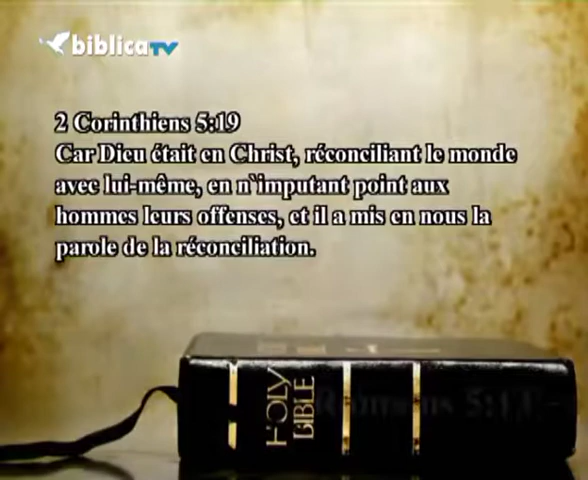 biblicaTV
2 Corinthiens 5:19
Car Dieu était en Christ, réconciliant le monde
avec lui-même, en n`imputant point aux
hommes leurs offenses, et il a mis en nous la
parole de la réconciliation.
HOLY
BIBLE